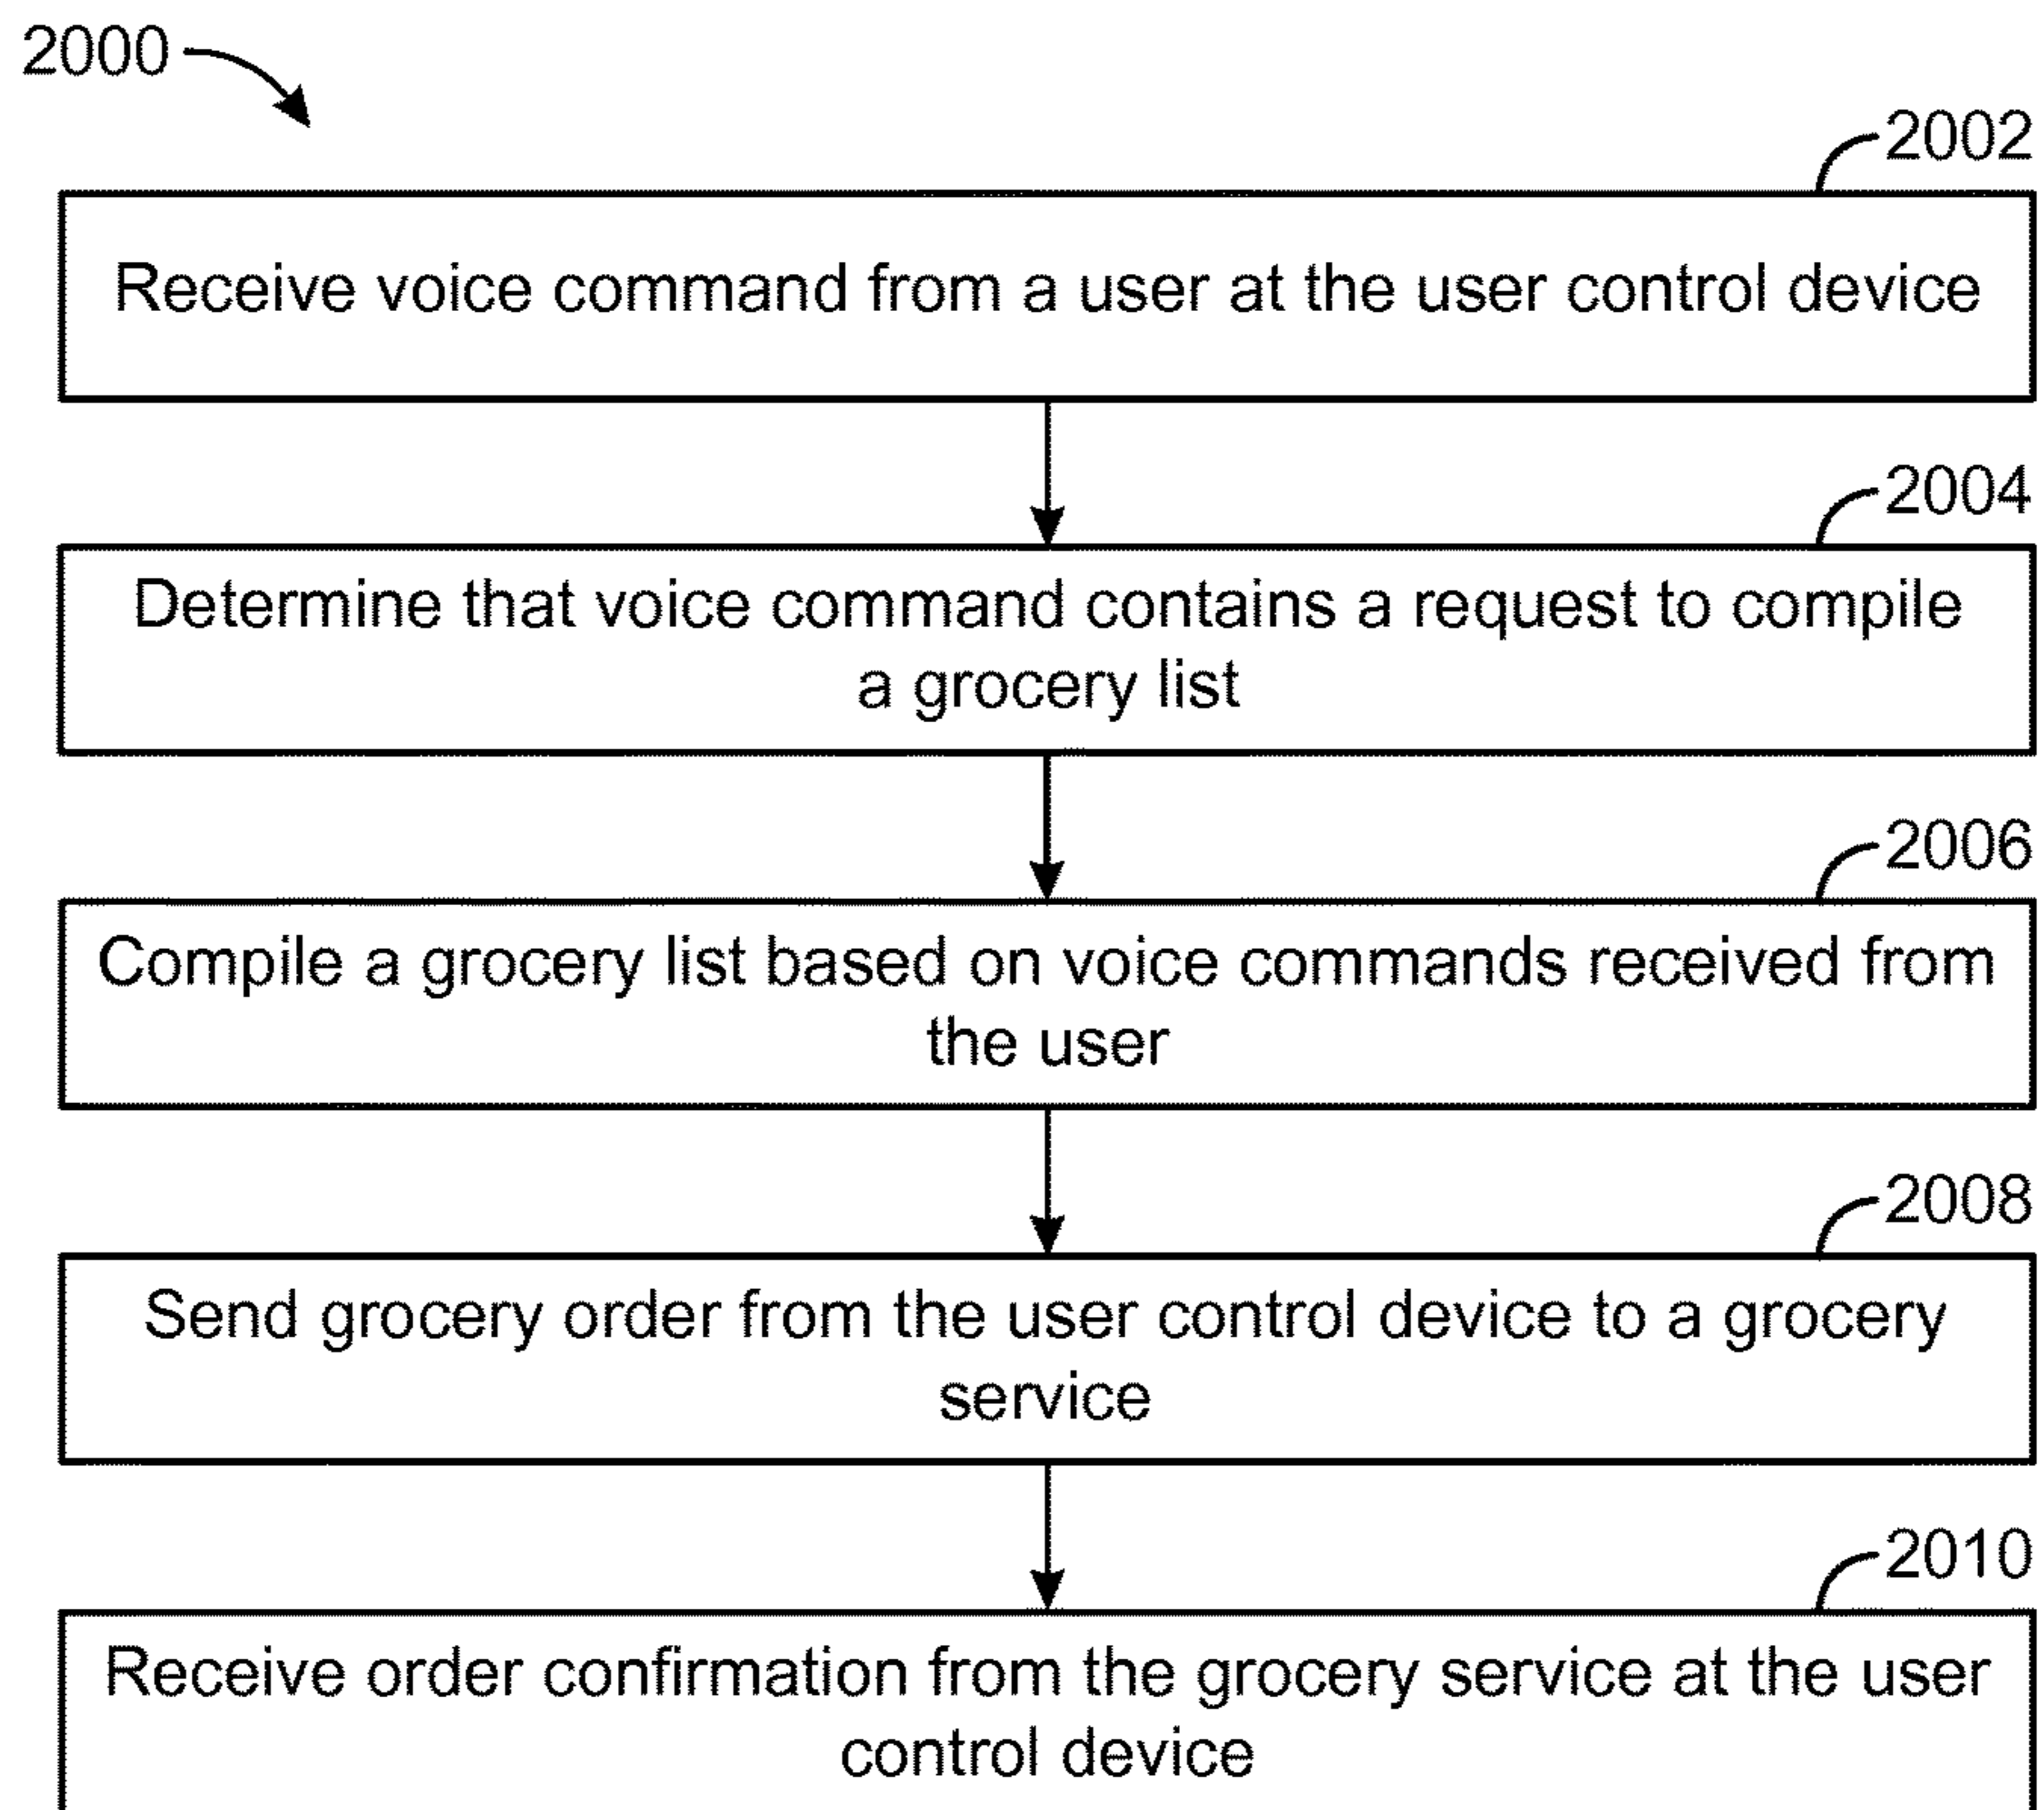 2000
2002
Receive voice command from a user at the user control device
2004
Determine that voice command contains a request to compile
a grocery list
2006
Compile a grocery list based on voice commands received from
the user
2008
Send grocery order from the user control device to a grocery
service
2010
Receive order confirmation from the grocery service at the user
control device